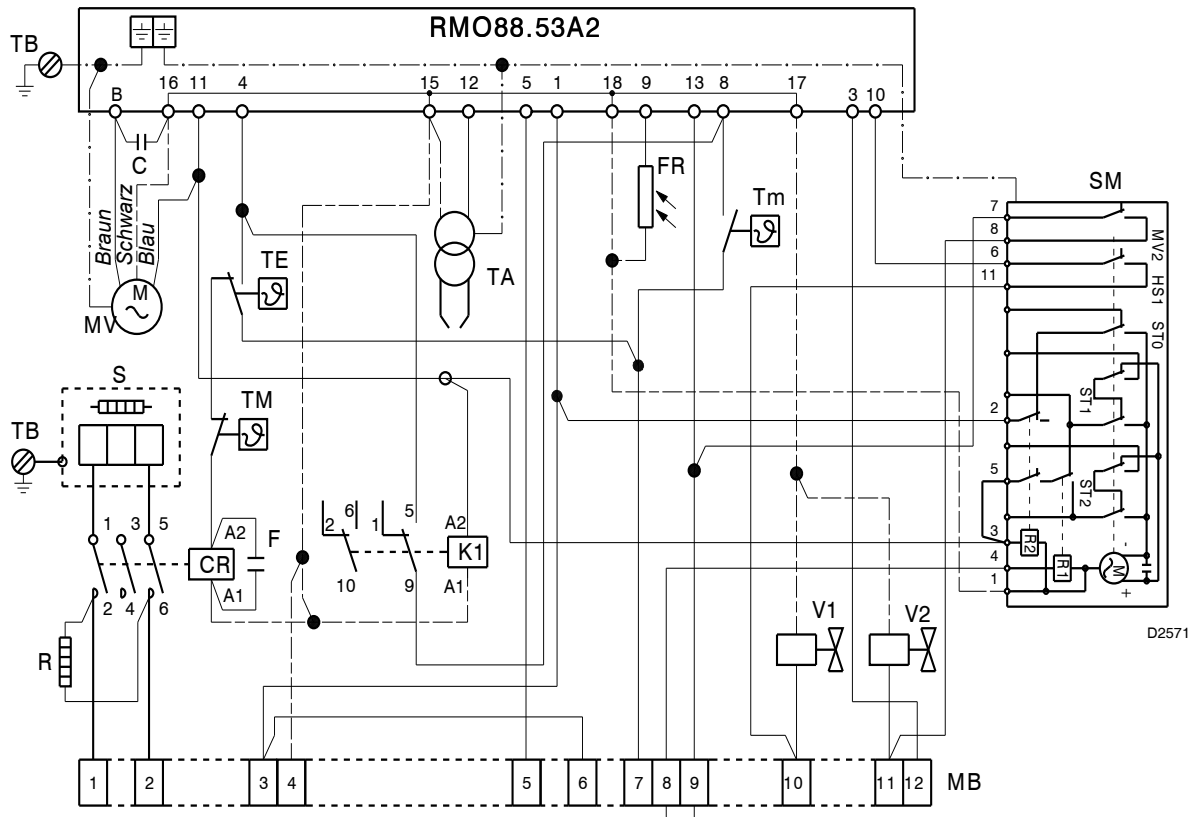 RMO88.53A2
TB
B 16 11 4 15 12 5 1 18 9 13 8 17 3 10
C
FR
Tm
SM
Braun
Schwarz
Blau
M
MV
TE
TA
7
8
6
11
2
5
3
4
1
MV2
HS1
ST0
ST1
ST2
R2
R1
M
-
+
D2571
S
TB
TM
1 3 5
2 4 6
R
A2
CR
A1
F
2 6
10
1 5
9
A2
K1
A1
V1
V2
1 2 3 4 5 6 7 8 9 10 11 12
MB